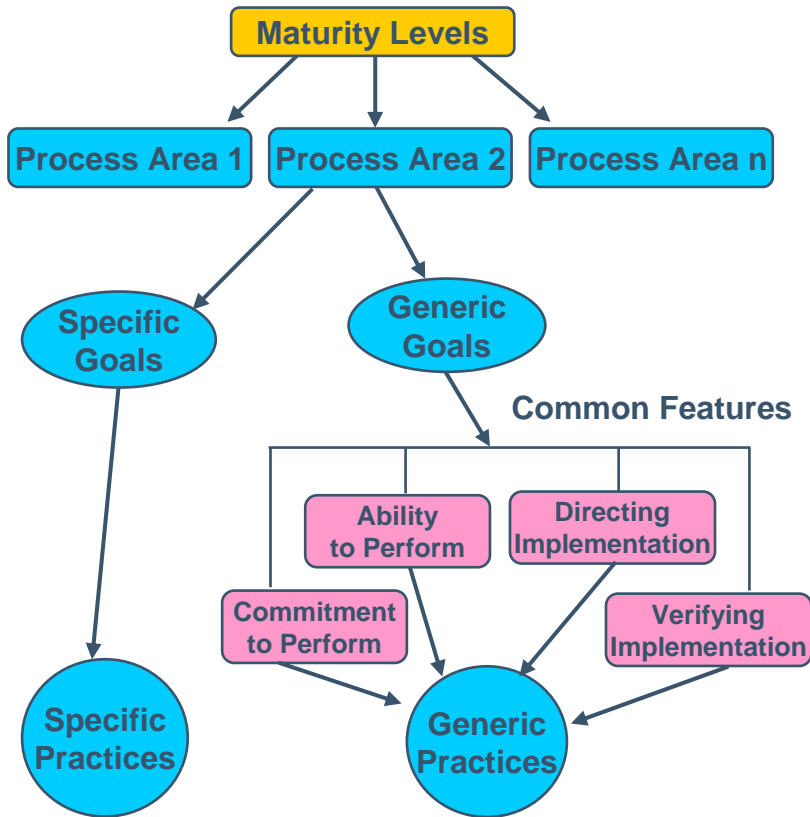 Maturity Levels
Process Area 1
Process Area 2
Process Area n
Specific
Goals
Generic
Goals
Common Features
Ability
to Perform
Directing
Implementation
Commitment
to Perform
Verifying
Implementation
Specific
Practices
Generic
Practices